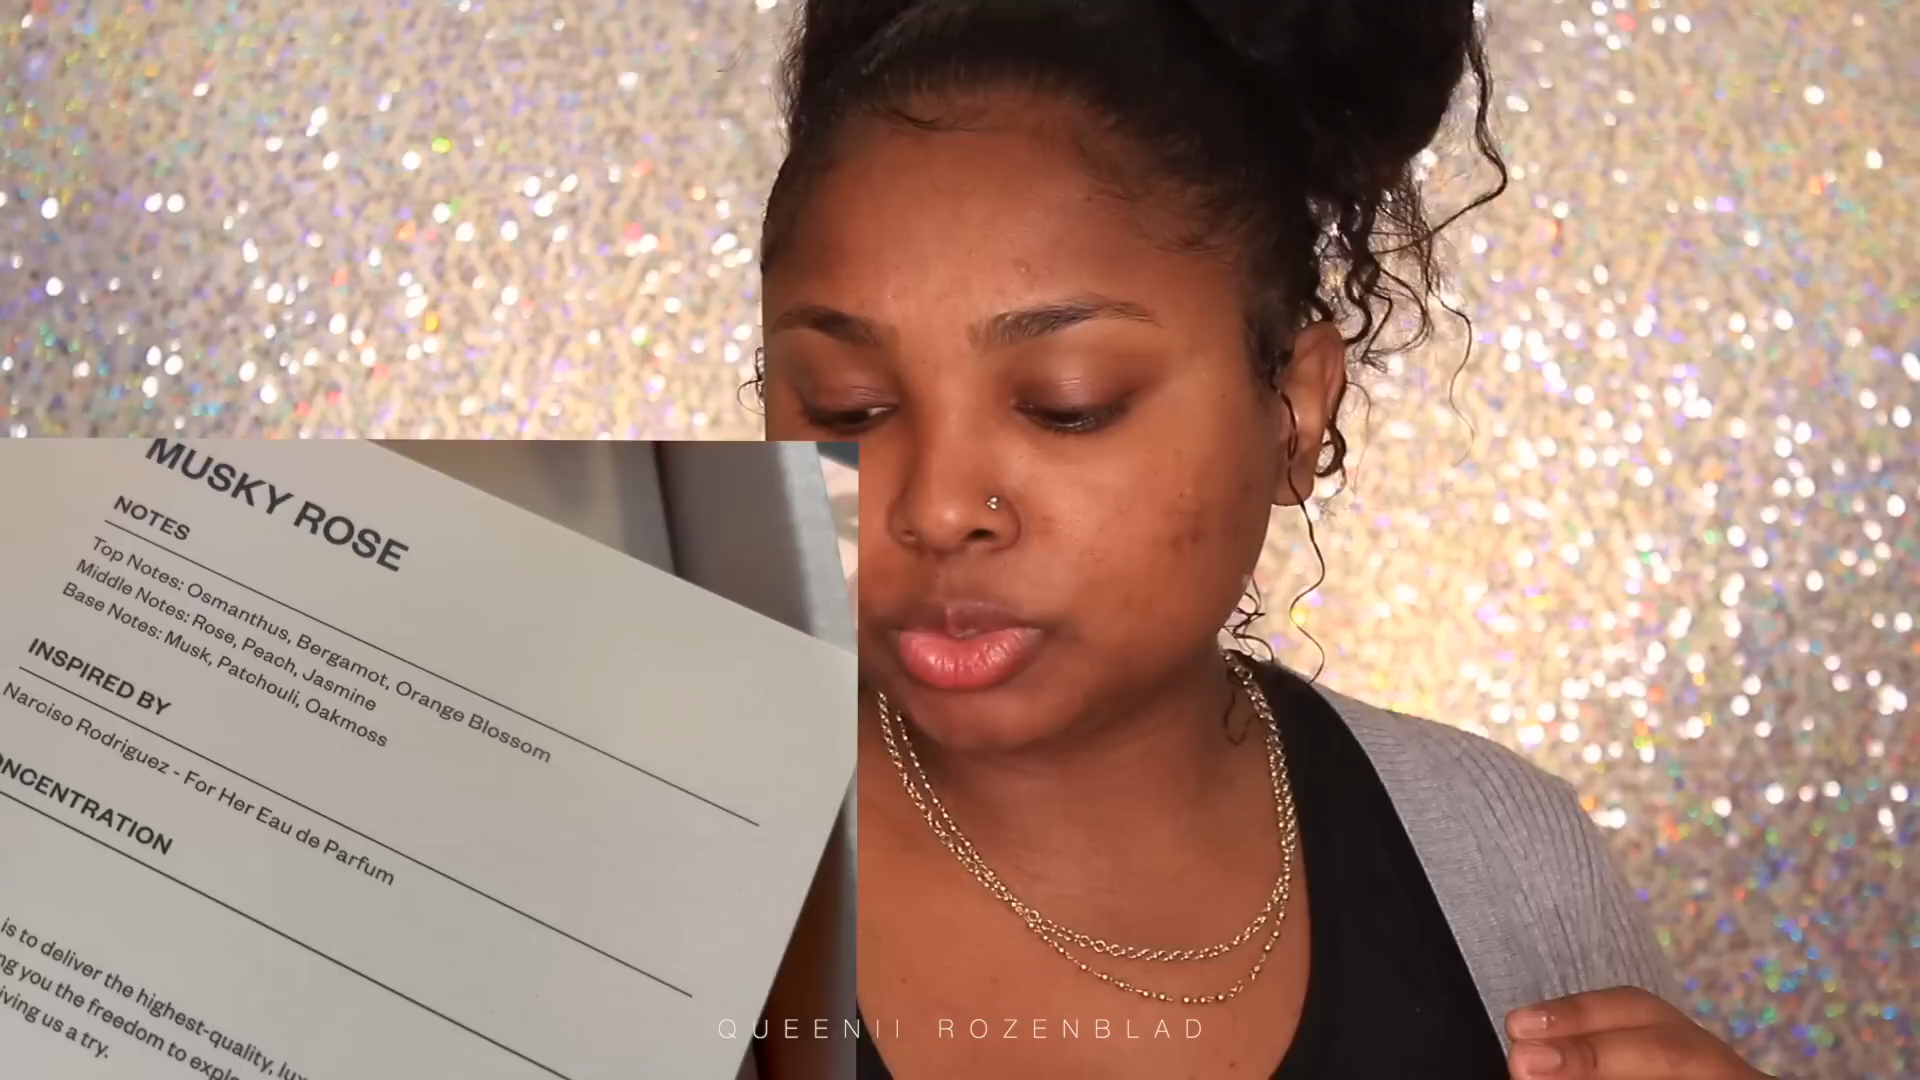 MUSKY ROSE
NOTES
Top Notes: Osmanthus, Bergamot, Orange Blossom
Middle Notes: Rose, Peach, Jasmine
Base Notes: Musk, Patchouli, Oakmoss
INSPIRED BY
Narciso Rodriguez - For Her Eau de Parfum
ONCENTRATION
is to deliver the highest-quality, lux
ng you the freedom to explo
iving us a try.
QUEENII ROZENBLAD